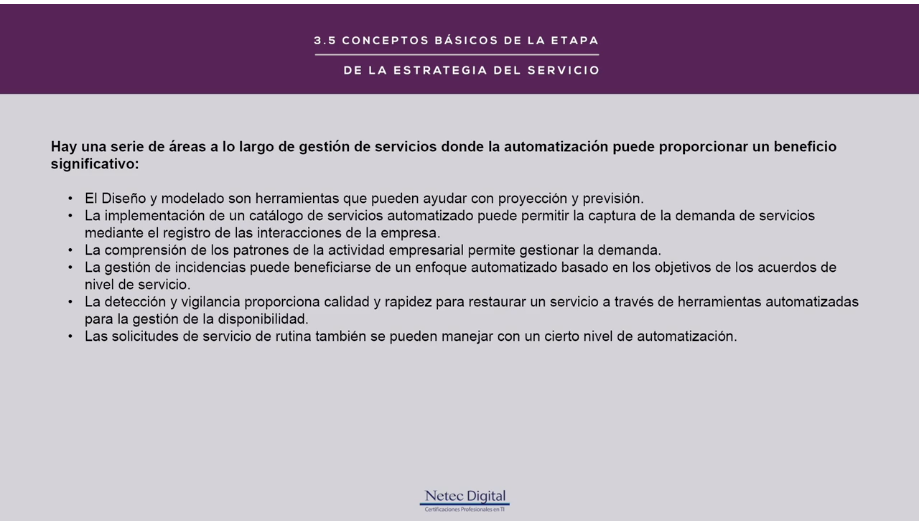 3.5 CONCEPTOS BÁSICOS DE LA ETAPA
DE LA ESTRATEGIA DEL SERVICIO
Hay una serie de áreas a lo largo de gestión de servicios donde la automatización puede proporcionar un beneficio
significativo:
• El Diseño y modelado son herramientas que pueden ayudar con proyección y previsión.
• La implementación de un catálogo de servicios automatizado puede permitir la captura de la demanda de servicios
mediante el registro de las interacciones de la empresa.
• La comprensión de los patrones de la actividad empresarial permite gestionar la demanda.
• La gestión de incidencias puede beneficiarse de un enfoque automatizado basado en los objetivos de los acuerdos de
nivel de servicio.
• La detección y vigilancia proporciona calidad y rapidez para restaurar un servicio a través de herramientas automatizadas
para la gestión de la disponibilidad.
• Las solicitudes de servicio de rutina también se pueden manejar con un cierto nivel de automatización.
Netec Digital
Certificaciones Profesionales en TI